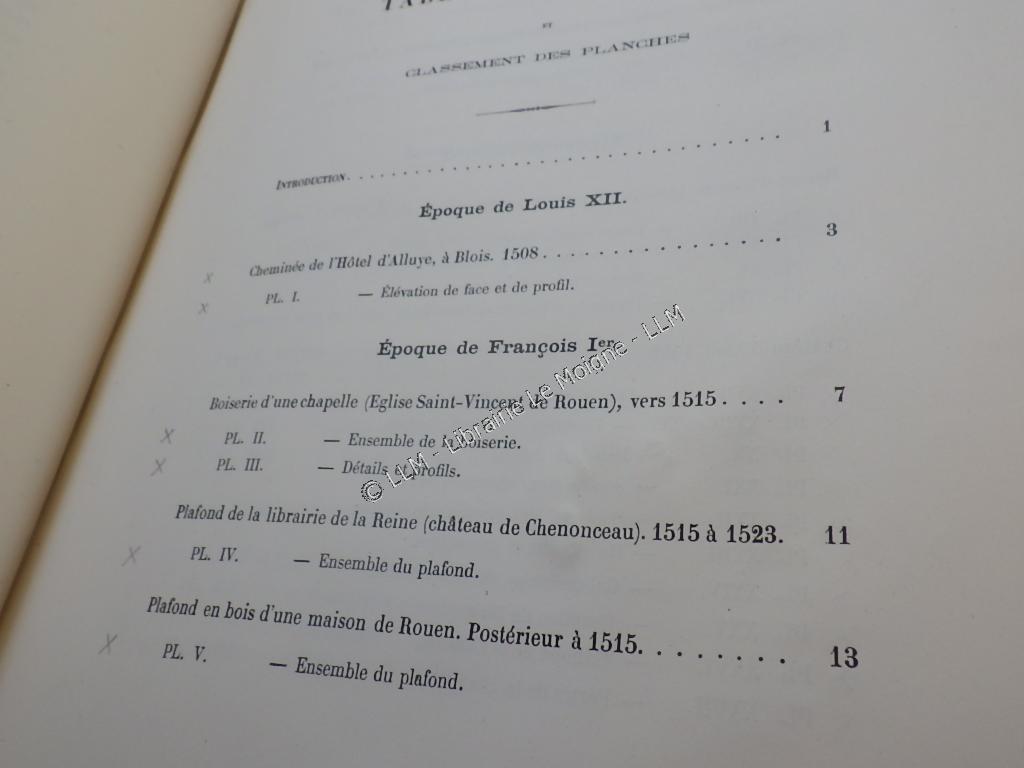 ET
CLASSEMENT DES PLANCHES
INTRODUCTION. . . . . . . . . . . . . . . . . . . . . . . . . . . . . . . . . . 1
Époque de Louis XII.
Cheminée de l'Hôtel d'Alluye, à Blois. 1508 . . . . . . . . . . . . . . 3
PL. I. — Élévation de face et de profil.
Époque de François Ier.
Boiserie d'une chapelle (Eglise Saint-Vincent de Rouen), vers 1515 . . . . 7
PL. II. — Ensemble de la boiserie.
PL. III. — Détails et profils.
Plafond de la librairie de la Reine (château de Chenonceau). 1515 à 1523. 11
PL. IV. — Ensemble du plafond.
Plafond en bois d'une maison de Rouen. Postérieur à 1515. . . . . . . . . 13
PL. V. — Ensemble du plafond.
© LLM - Librairie Le Moigne - LLM